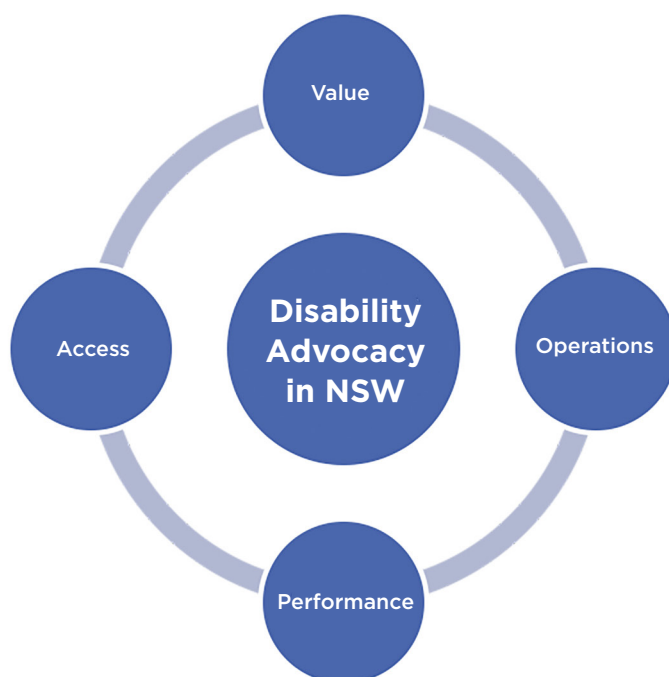 Value
Disability
Advocacy
in NSW
Access
Operations
Performance